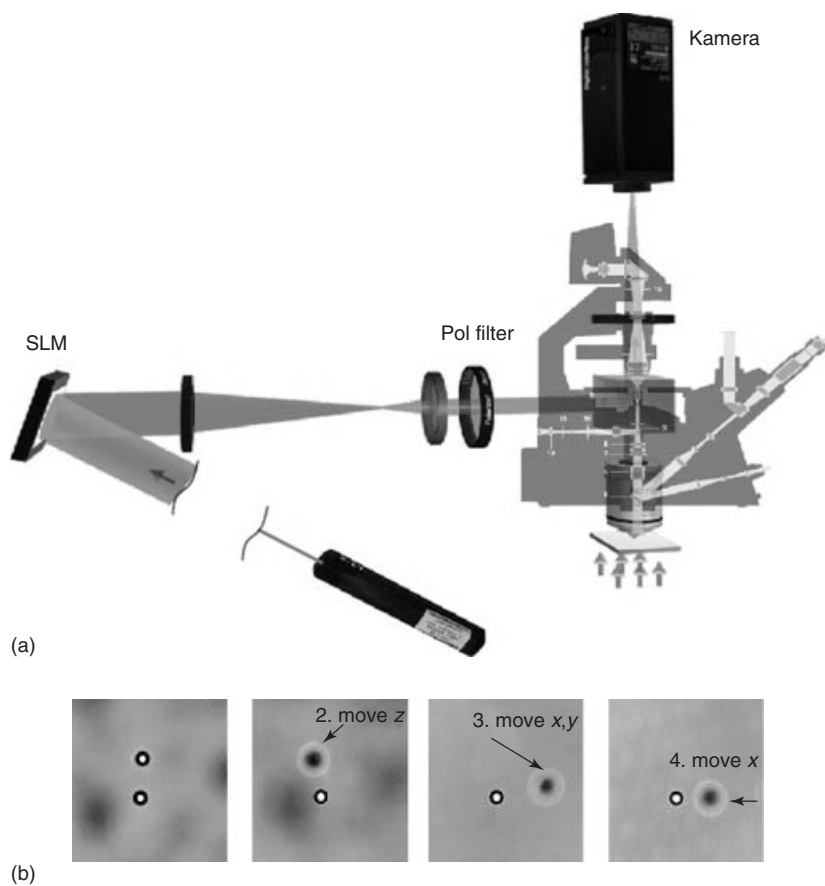 Kamera
SLM
Pol filter
(a)
2. move z
3. move x,y
4. move x
(b)